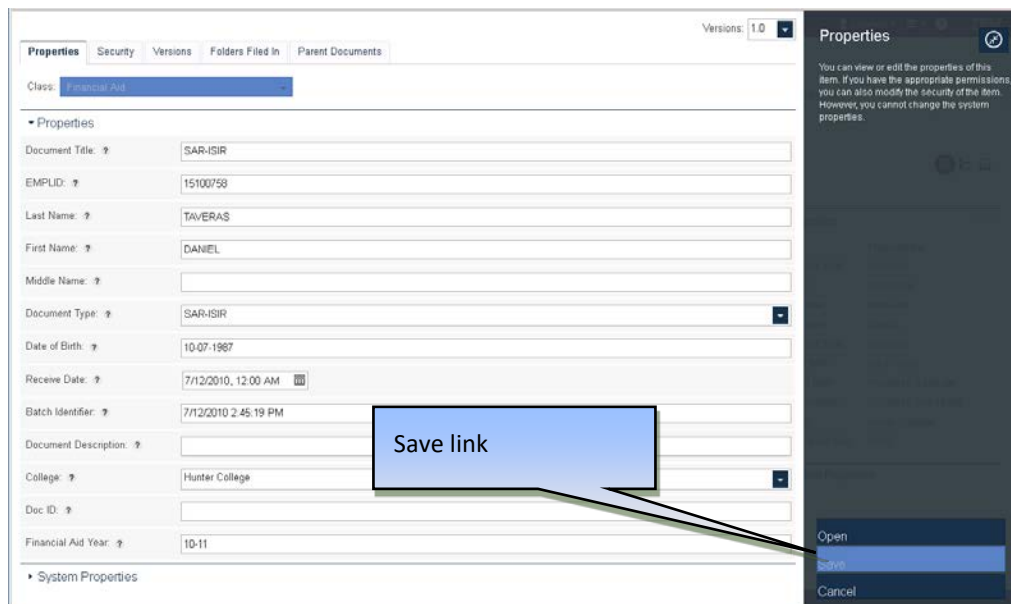 Versions: 1.0
Properties Security Versions Folders Filed In Parent Documents
Class: Financial Aid
Properties
Document Title: ? SAR-ISIR
EMPLID: ? 15100758
Last Name: ? TAVERAS
First Name: ? DANIEL
Middle Name: ?
Document Type: ? SAR-ISIR
Date of Birth: ? 10-07-1987
Receive Date: ? 7/12/2010, 12:00 AM
Batch Identifier: ? 7/12/2010 2:45:19 PM
Document Description: ?
College: ? Hunter College
Doc ID: ?
Financial Aid Year: ? 10-11
System Properties
Save link
Properties
You can view or edit the properties of this
item. If you have the appropriate permissions,
you can also modify the security of the item.
However, you cannot change the system
properties.
Open
Save
Cancel